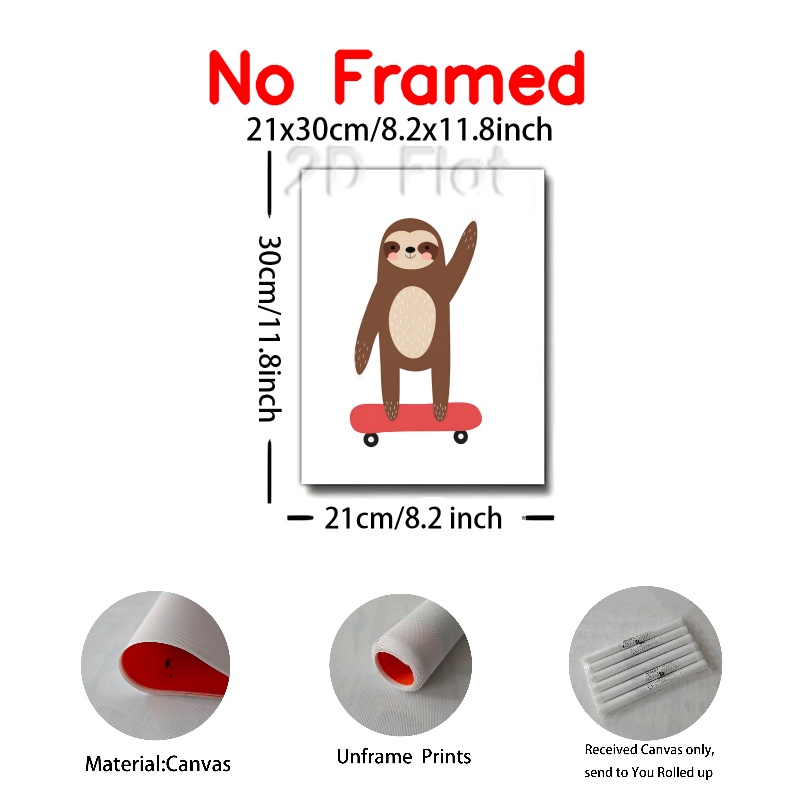 No Framed
21x30cm/8.2x11.8inch
2D Flat
30cm/11.8inch
21cm/8.2 inch
Material:Canvas
Unframe Prints
Received Canvas only,
send to You Rolled up